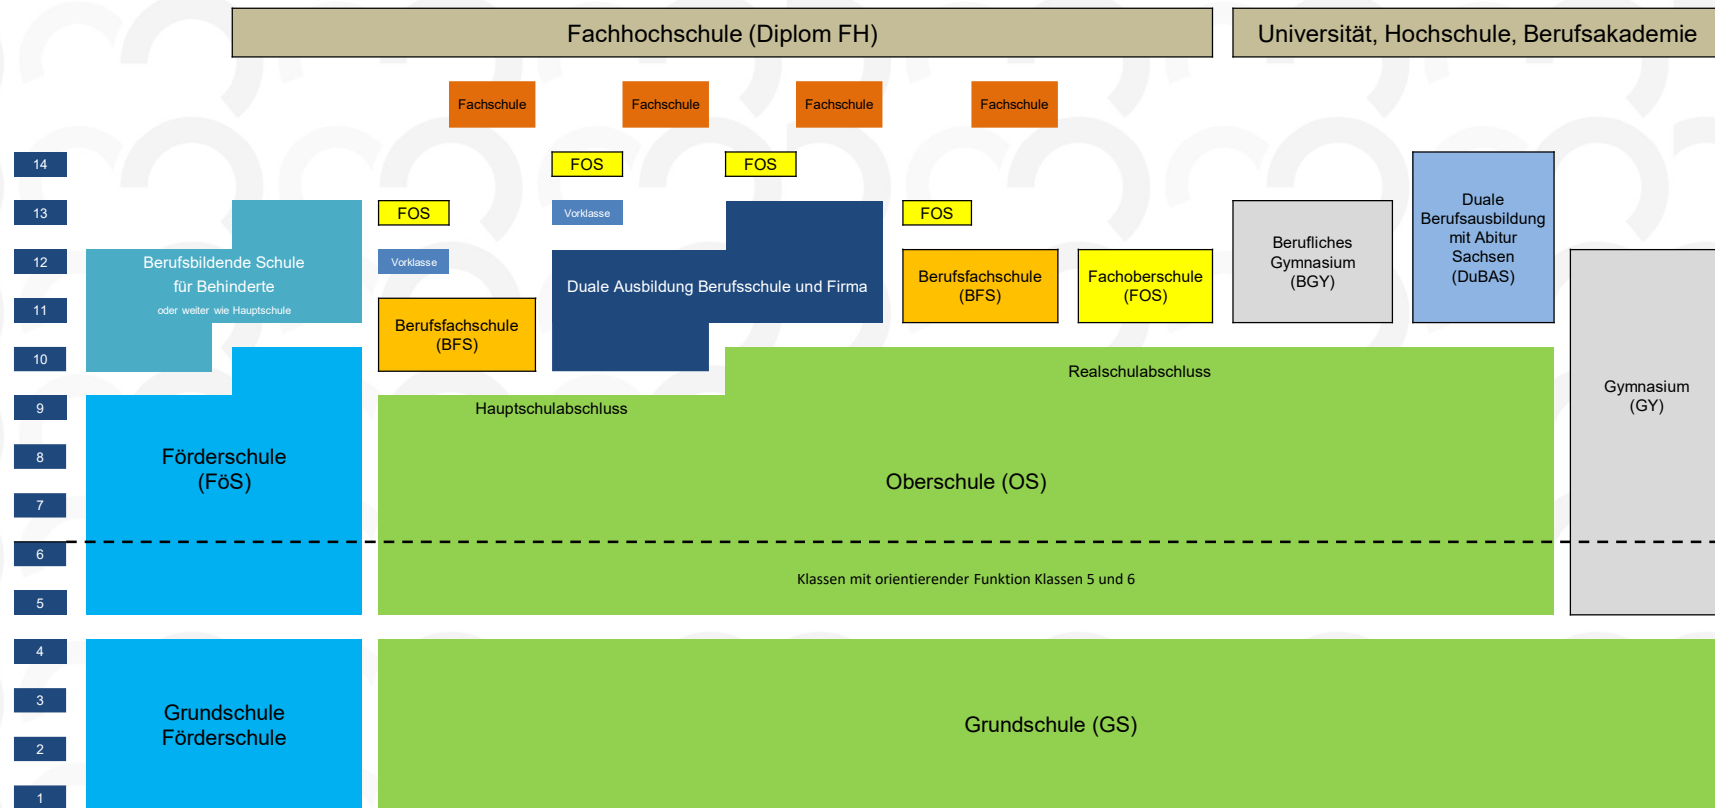 Fachhochschule (Diplom FH)
Universität, Hochschule, Berufsakademie
Fachschule
Fachschule
Fachschule
Fachschule
14
FOS
FOS
13
FOS
Vorklasse
FOS
Duale
Berufsausbildung
mit Abitur
Sachsen
(DuBAS)
12
Berufsbildende Schule
für Behinderte
oder weiter wie Hauptschule
Vorklasse
Duale Ausbildung Berufsschule und Firma
Berufsfachschule
(BFS)
Fachoberschule
(FOS)
Berufliches
Gymnasium
(BGY)
11
Berufsfachschule
(BFS)
10
Realschulabschluss
Gymnasium
(GY)
9
Hauptschulabschluss
8
Förderschule
(FöS)
Oberschule (OS)
7
6
Klassen mit orientierender Funktion Klassen 5 und 6
5
4
3
Grundschule
Förderschule
Grundschule (GS)
2
1